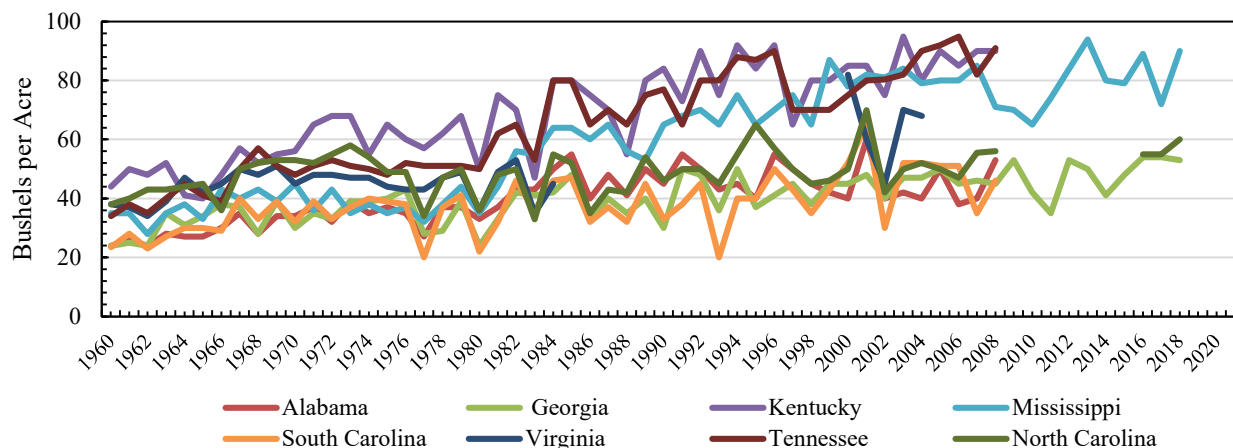 100
80
60
40
20
0
Bushels per Acre
1960 1962 1964 1966 1968 1970 1972 1974 1976 1978 1980 1982 1984 1986 1988 1990 1992 1994 1996 1998 2000 2002 2004 2006 2008 2010 2012 2014 2016 2018 2020
Alabama Georgia Kentucky Mississippi
South Carolina Virginia Tennessee North Carolina